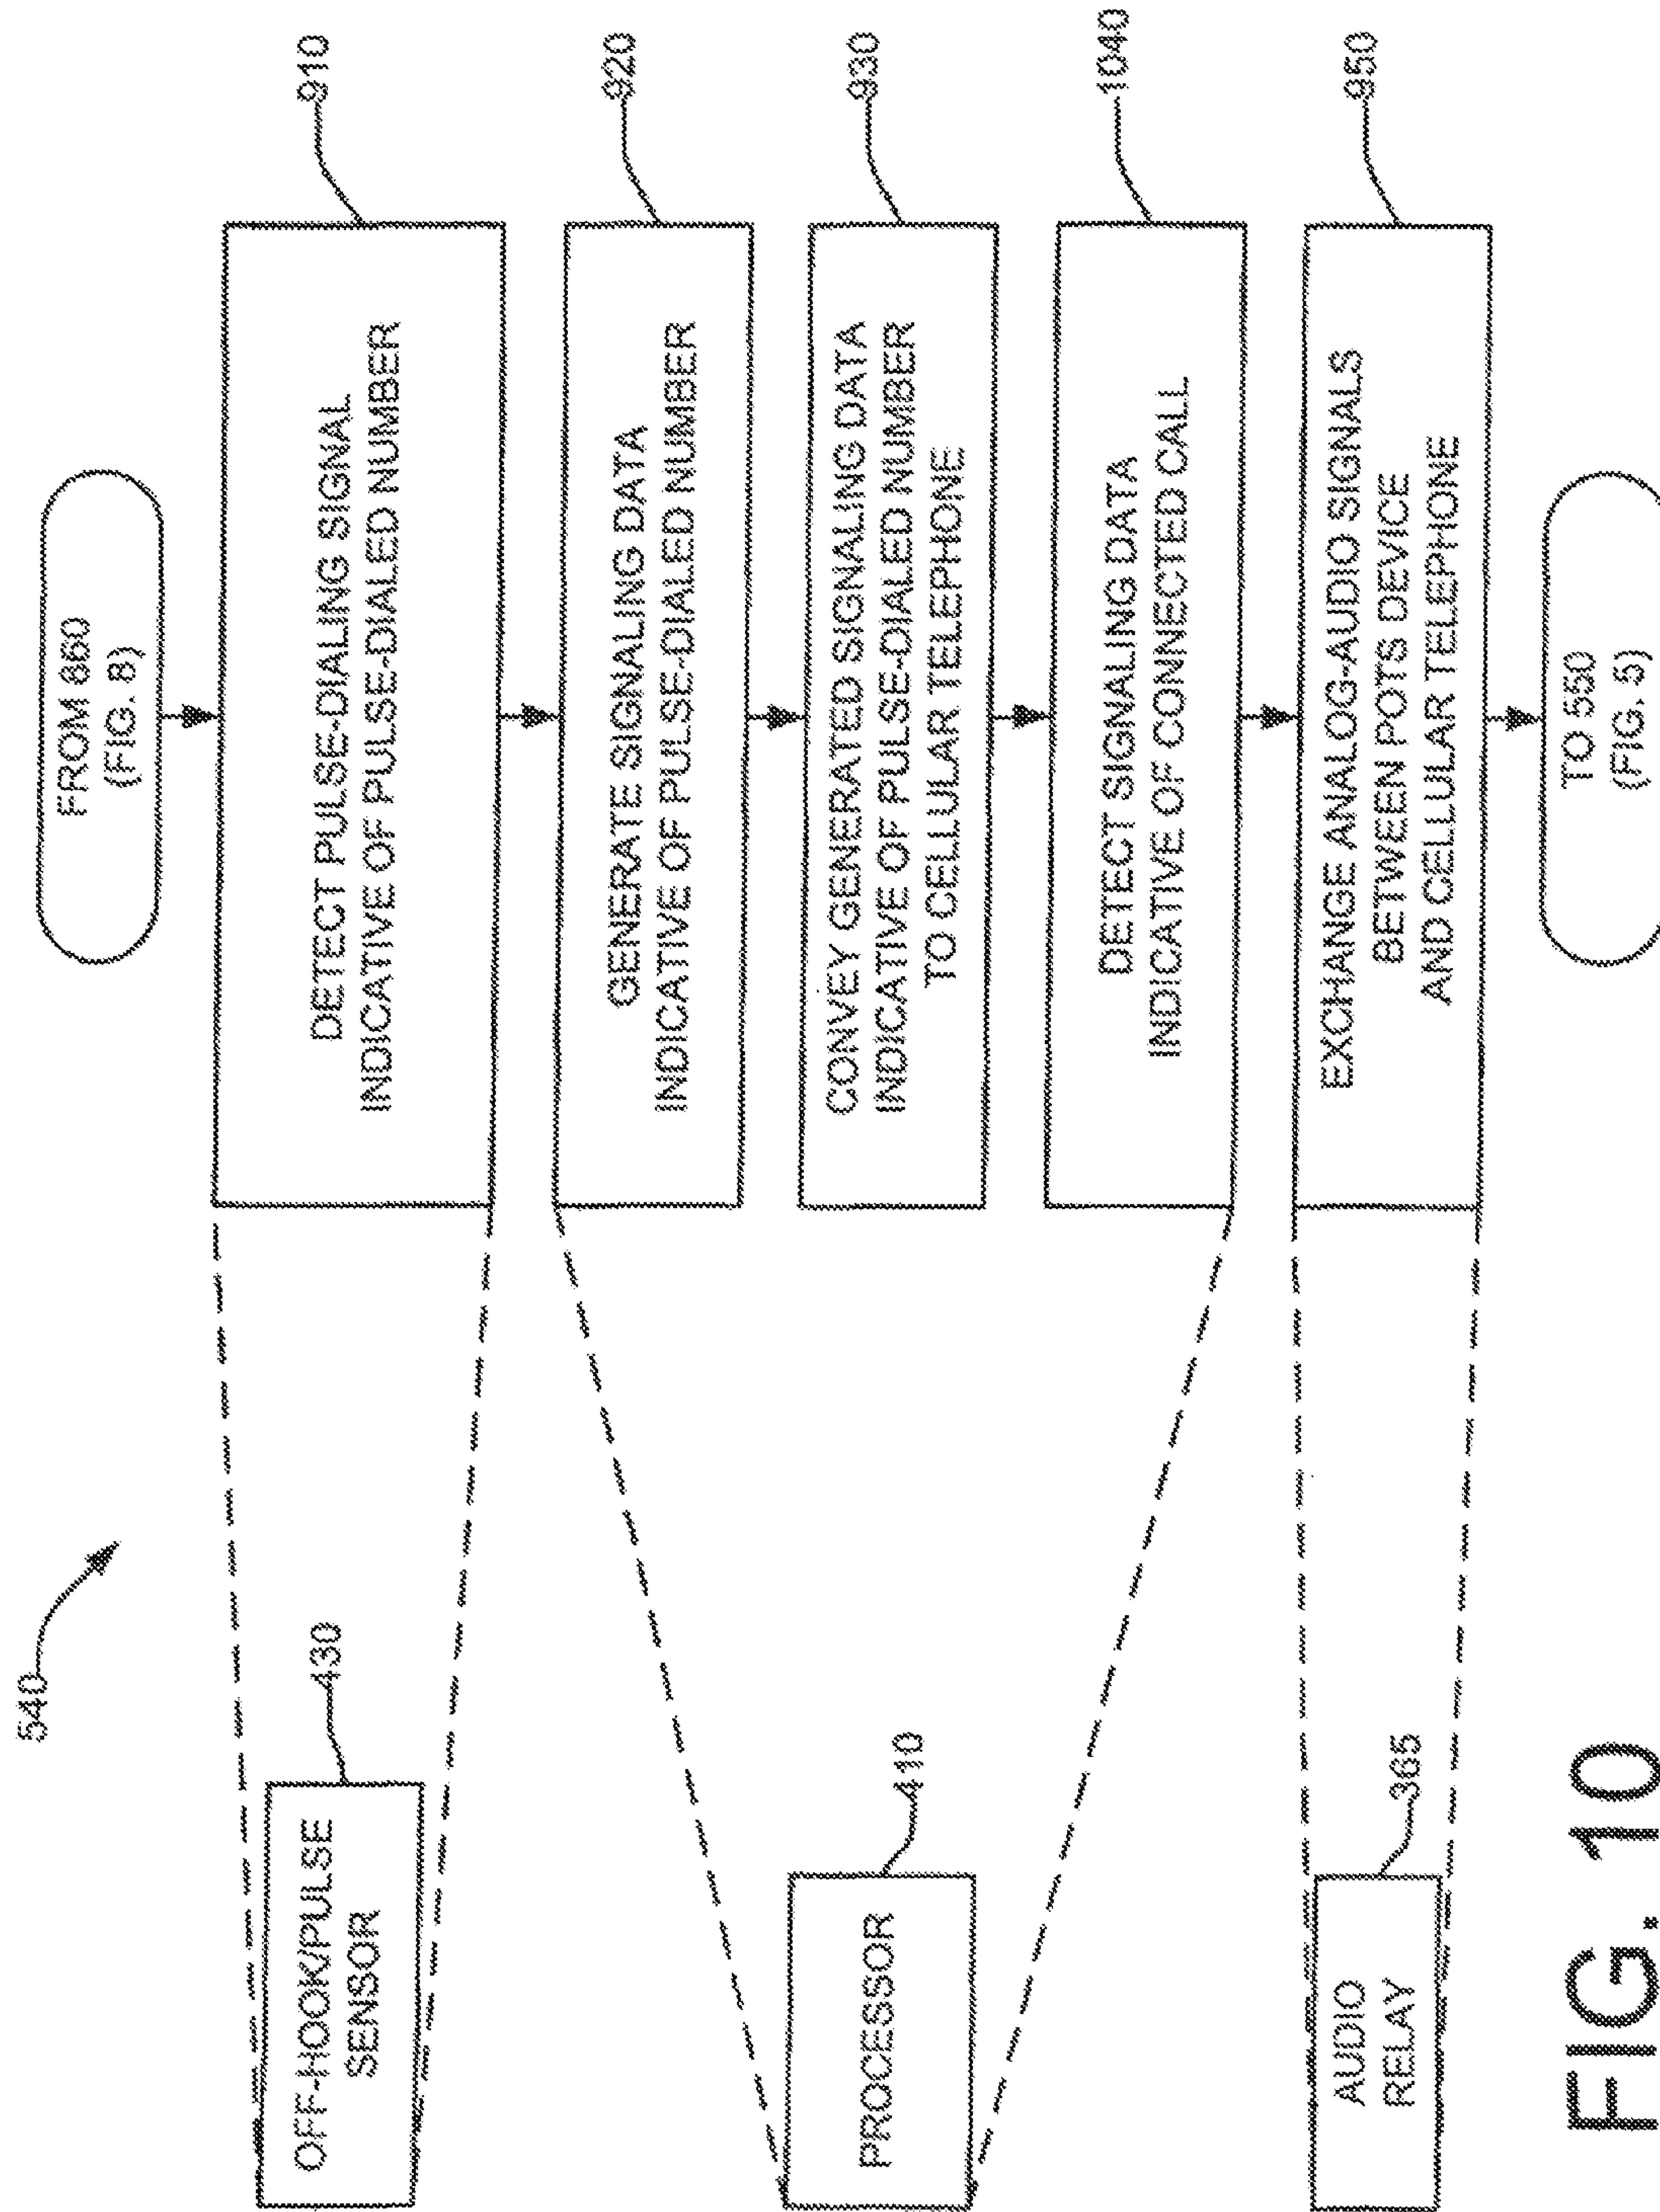 540
FROM 860
(FIG. 8)
OFF-HOOK/PULSE
SENSOR
430
DETECT PULSE-DIALING SIGNAL
INDICATIVE OF PULSE-DIALED NUMBER
910
GENERATE SIGNALING DATA
INDICATIVE OF PULSE-DIALED NUMBER
920
PROCESSOR
410
CONVEY GENERATED SIGNALING DATA
INDICATIVE OF PULSE-DIALED NUMBER
TO CELLULAR TELEPHONE
930
DETECT SIGNALING DATA
INDICATIVE OF CONNECTED CALL
1040
AUDIO
RELAY
365
EXCHANGE ANALOG-AUDIO SIGNALS
BETWEEN POTS DEVICE
AND CELLULAR TELEPHONE
950
TO 550
(FIG. 5)
FIG. 10